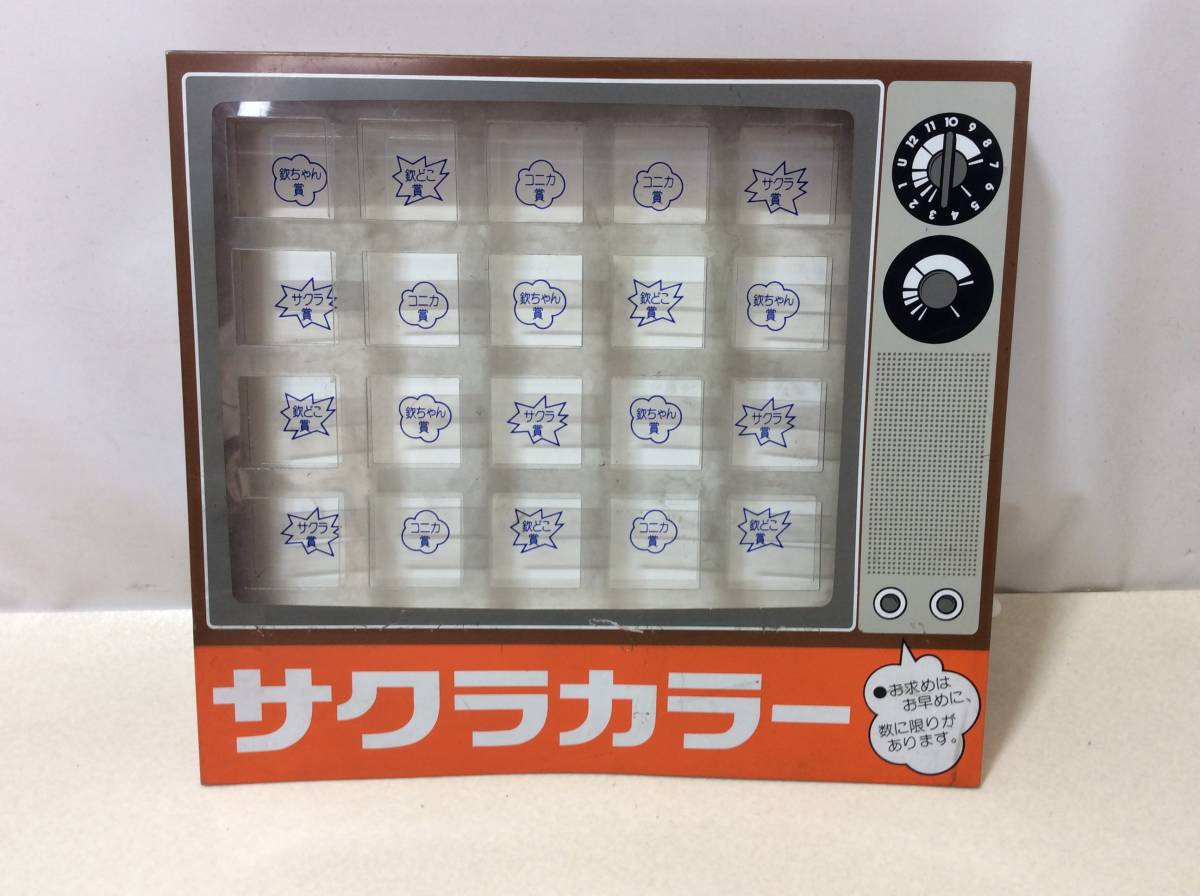 欽ちゃん
賞
欽どこ
賞
コニカ
賞
コニカ
賞
サクラ
賞
サクラ
賞
コニカ
賞
欽ちゃん
賞
欽どこ
賞
欽ちゃん
賞
欽どこ
賞
欽ちゃん
賞
サクラ
賞
欽ちゃん
賞
サクラ
賞
サクラ
賞
コニカ
賞
欽どこ
賞
コニカ
賞
欽どこ
賞
U 12 11 10 9 8 7 6 5 4 3 2 1
サクラカラー
●お求めは
お早めに、
数に限りが
あります。